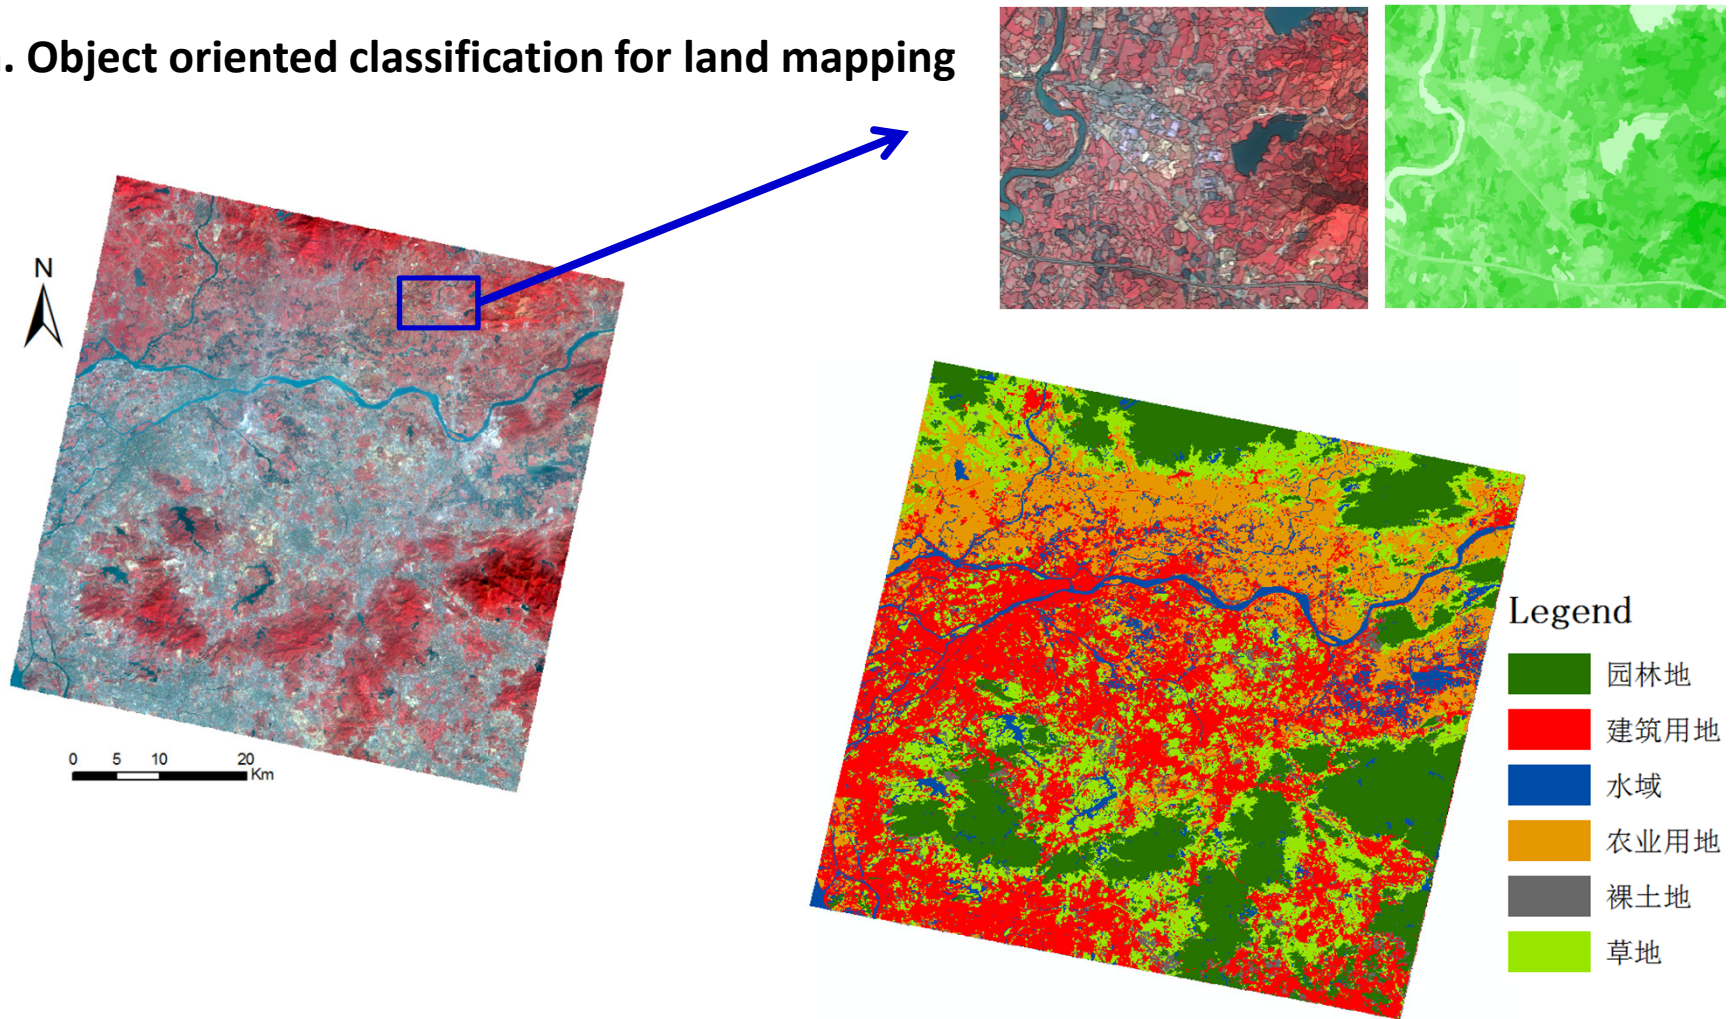 . Object oriented classification for land mapping
N
0 5 10 20
Km
Legend
园林地
建筑用地
水域
农业用地
裸土地
草地